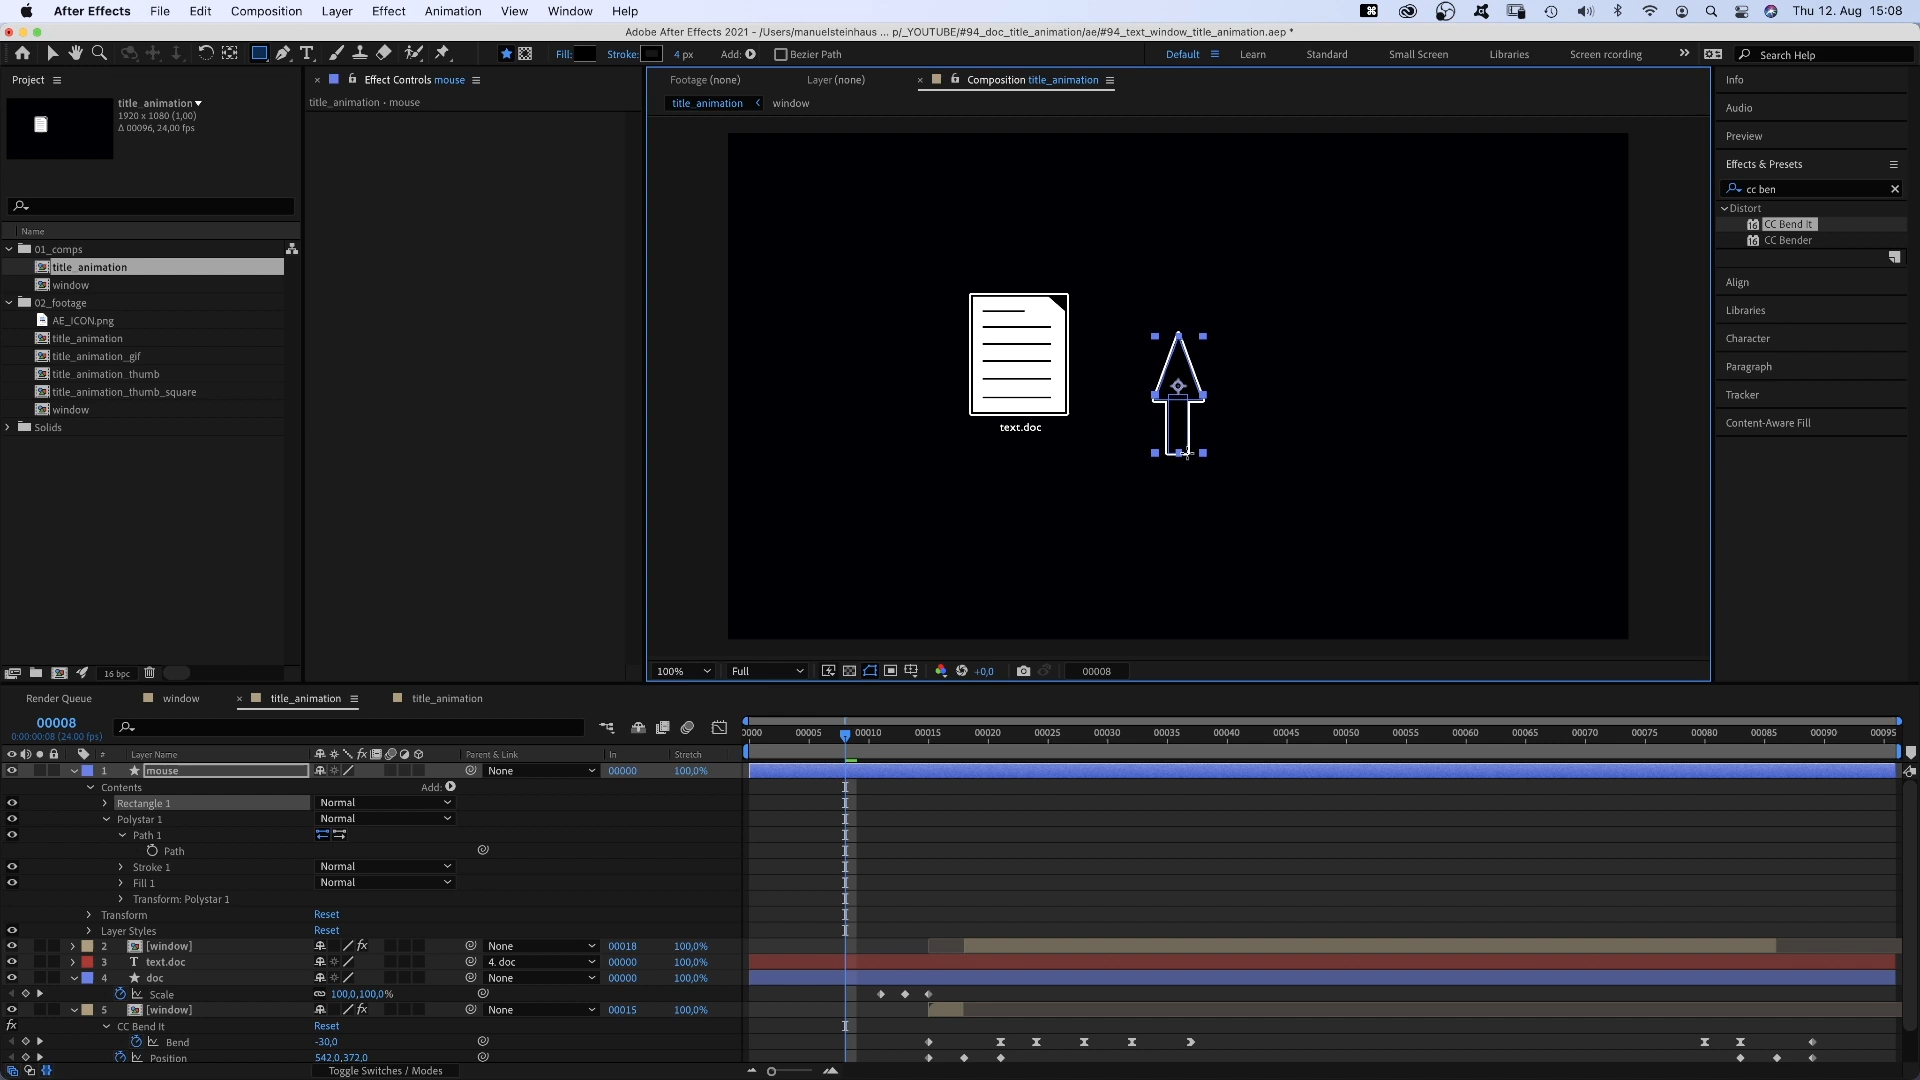 After Effects File Edit Composition Layer Effect Animation View Window Help Thu 12. Aug 15:08
Adobe After Effects 2021 - /Users/manuelsteinhaus ... p/_YOUTUBE/#94_doc_title_animation/ae/#94_text_window_title_animation.aep *
Fill: Stroke: 4 px Add: Bezier Path Default Learn Standard Small Screen Libraries Screen rcording Search Help
Project Effect Controls mouse Footage (none) Layer (none) Composition title_animation Info
title_animation
1920 x 1080 (1,00)
Δ 00096, 24,00 fps
title_animation • mouse
title_animation window
Audio
Preview
Effects & Presets
cc ben
Distort
CC Bend It
CC Bender
Align
Libraries
Character
Paragraph
Tracker
Content-Aware Fill
Name
01_comps
title_animation
window
02_footage
AE_ICON.png
title_animation
title_animation_gif
title_animation_thumb
title_animation_thumb_square
window
Solids
text.doc
16 bpc
100% Full +0,0 00008
Render Queue window title_animation title_animation
00008
0:00:00:08 (24.00 fps)
0000 00005 00010 00015 00020 00025 00030 00035 00040 00045 00050 00055 00060 00065 00070 00075 00080 00085 00090 00095
# Layer Name Parent & Link In Stretch
1 mouse None 00000 100,0%
Contents Add:
Rectangle 1 Normal
Polystar 1 Normal
Path 1
Path
Stroke 1 Normal
Fill 1 Normal
Transform: Polystar 1
Transform Reset
Layer Styles Reset
2 [window] None 00018 100,0%
3 T text.doc 4. doc 00000 100,0%
4 doc None 00000 100,0%
Scale 100,0,100,0%
5 [window] None 00015 100,0%
CC Bend It Reset
Bend -30,0
Position 542,0,372,0
Toggle Switches / Modes